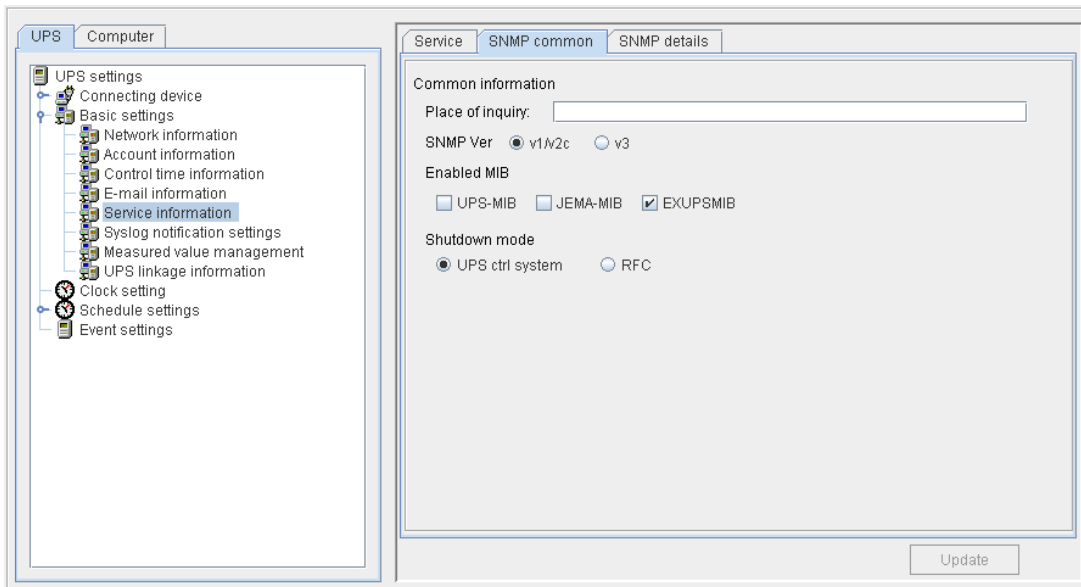 UPS Computer
UPS settings
Connecting device
Basic settings
Network information
Account information
Control time information
E-mail information
Service information
Syslog notification settings
Measured value management
UPS linkage information
Clock setting
Schedule settings
Event settings
Service SNMP common SNMP details
Common information
Place of inquiry:
SNMP Ver v1/v2c v3
Enabled MIB
UPS-MIB JEMA-MIB EXUPSMIB
Shutdown mode
UPS ctrl system RFC
Update